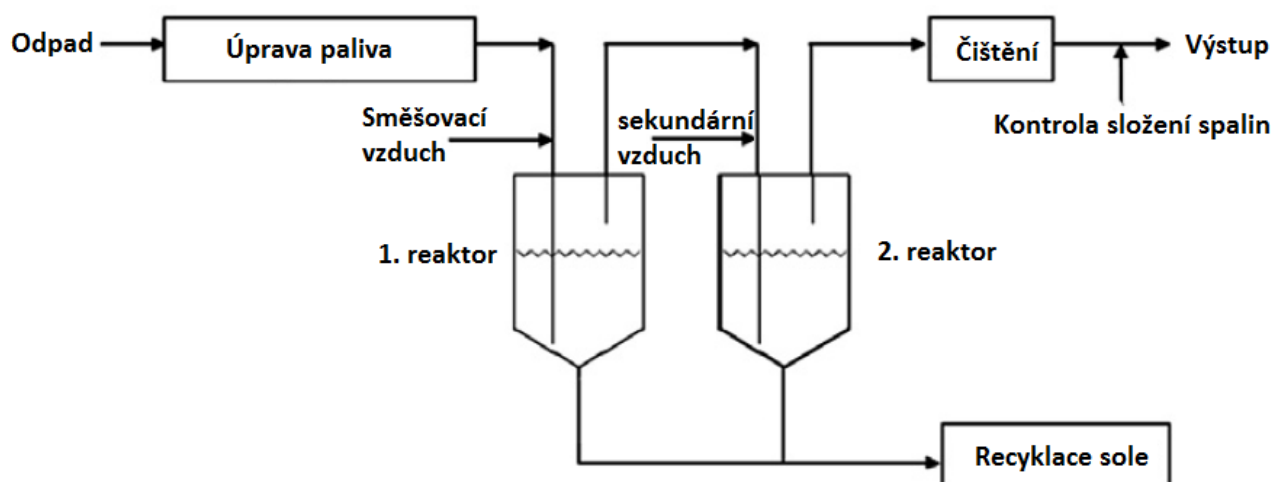 Odpad
Úprava paliva
Čištění
Výstup
Směšovací
vzduch
sekundární
vzduch
Kontrola složení spalin
1. reaktor
2. reaktor
Recyklace sole